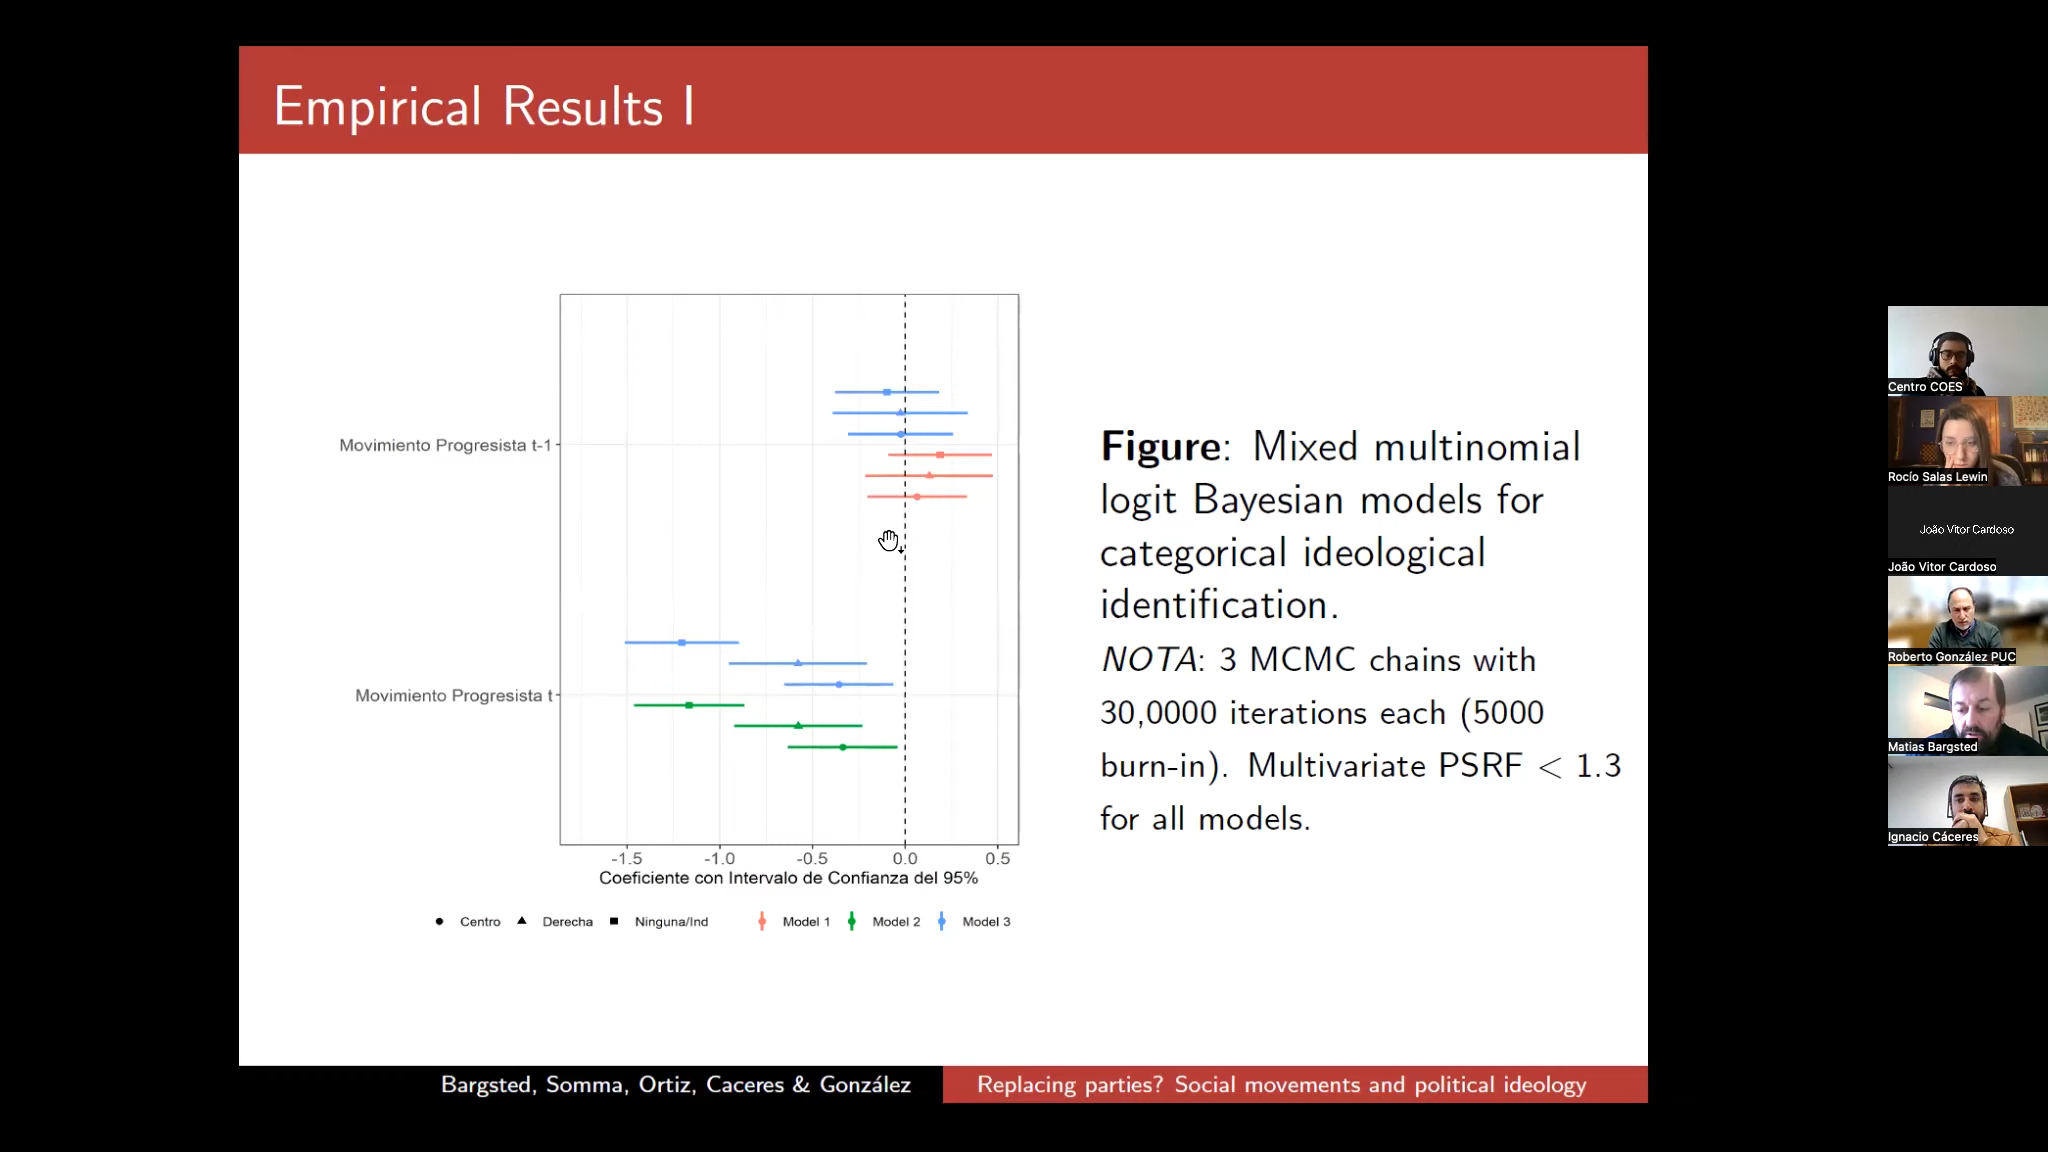 Empirical Results I
Movimiento Progresista t-1
Movimiento Progresista t
-1.5 -1.0 -0.5 0.0 0.5
Coeficiente con Intervalo de Confianza del 95%
Centro Derecha Ninguna/Ind Model 1 Model 2 Model 3
Figure: Mixed multinomial
logit Bayesian models for
categorical ideological
identification.
NOTA: 3 MCMC chains with
30,0000 iterations each (5000
burn-in). Multivariate PSRF < 1.3
for all models.
Bargsted, Somma, Ortiz, Caceres & González
Replacing parties? Social movements and political ideology
Centro COES
Rocío Salas Lewin
João Vitor Cardoso
João Vitor Cardoso
Roberto González PUC
Matias Bargsted
Ignacio Cáceres